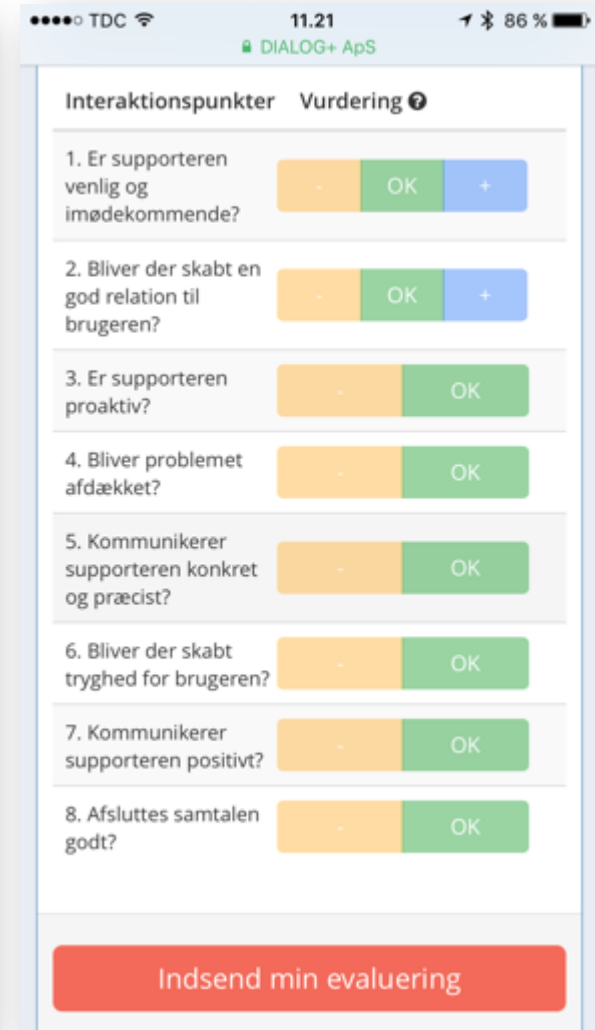 TDC 11.21 86 %
DIALOG+ ApS
Interaktionspunkter Vurdering ?
1. Er supporteren
venlig og
imødekommende?
- OK +
2. Bliver der skabt en
god relation til
brugeren?
- OK +
3. Er supporteren
proaktiv?
- OK
4. Bliver problemet
afdækket?
- OK
5. Kommunikerer
supporteren konkret
og præcist?
- OK
6. Bliver der skabt
tryghed for brugeren?
- OK
7. Kommunikerer
supporteren positivt?
- OK
8. Afsluttes samtalen
godt?
- OK
Indsend min evaluering